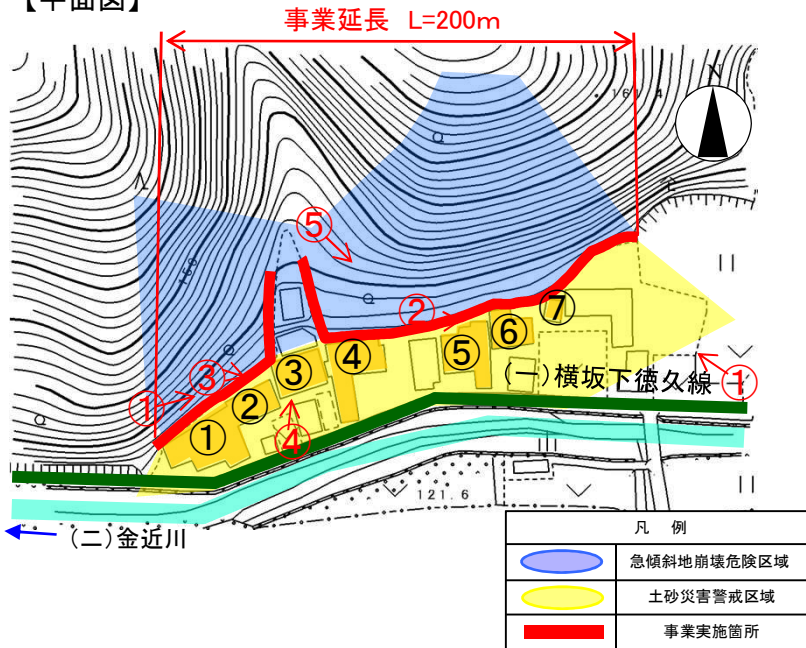 【平面図】
事業延長 L=200m
N
161.4
Q
⑤
150
Q
Q
②
⑦
⑥
③
④
⑤
③
①
②
(一)横坂下徳久線
①
Q
①
④
121.6
(二)金近川
凡 例
急傾斜地崩壊危険区域
土砂災害警戒区域
事業実施箇所